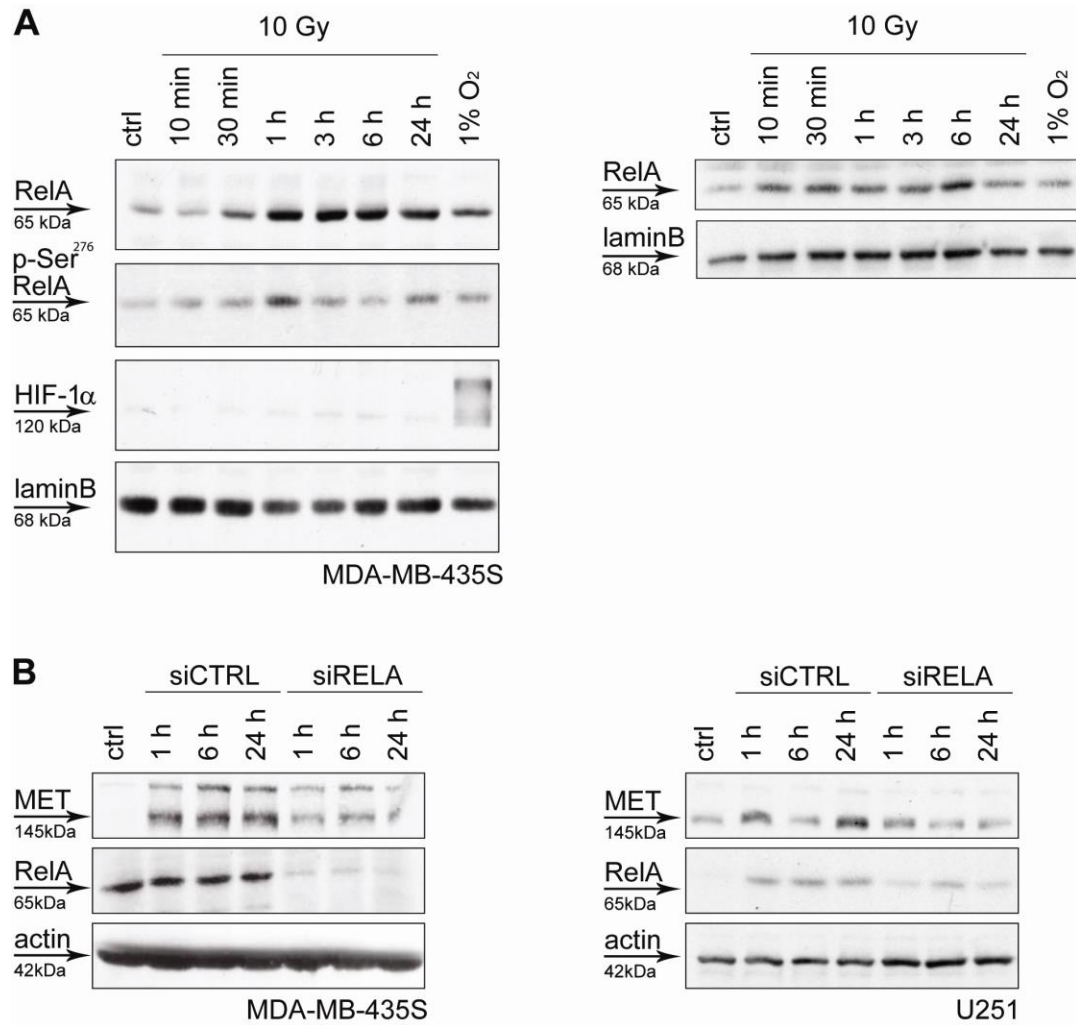 A
10 Gy
ctrl 10 min 30 min 1 h 3 h 6 h 24 h 1% O₂
RelA
65 kDa
p-Ser²⁷⁶
RelA
65 kDa
HIF-1α
120 kDa
laminB
68 kDa
MDA-MB-435S
10 Gy
ctrl 10 min 30 min 1 h 3 h 6 h 24 h 1% O₂
RelA
65 kDa
laminB
68 kDa
B
siCTRL siRELA
ctrl 1 h 6 h 24 h 1 h 6 h 24 h
MET
145kDa
RelA
65kDa
actin
42kDa
MDA-MB-435S
siCTRL siRELA
ctrl 1 h 6 h 24 h 1 h 6 h 24 h
MET
145kDa
RelA
65kDa
actin
42kDa
U251